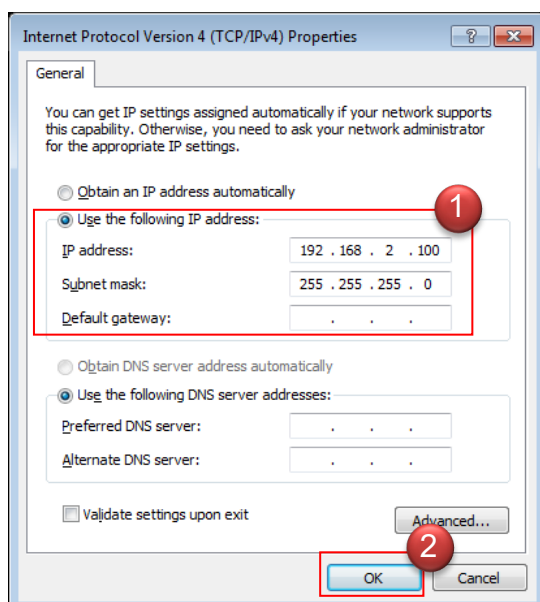 Internet Protocol Version 4 (TCP/IPv4) Properties
?
General
You can get IP settings assigned automatically if your network supports
this capability. Otherwise, you need to ask your network administrator
for the appropriate IP settings.
Obtain an IP address automatically
1
Use the following IP address:
IP address: 192 . 168 . 2 . 100
Subnet mask: 255 . 255 . 255 . 0
Default gateway: . . .
Obtain DNS server address automatically
Use the following DNS server addresses:
Preferred DNS server: . . .
Alternate DNS server: . . .
Validate settings upon exit
Advanced...
2
OK Cancel